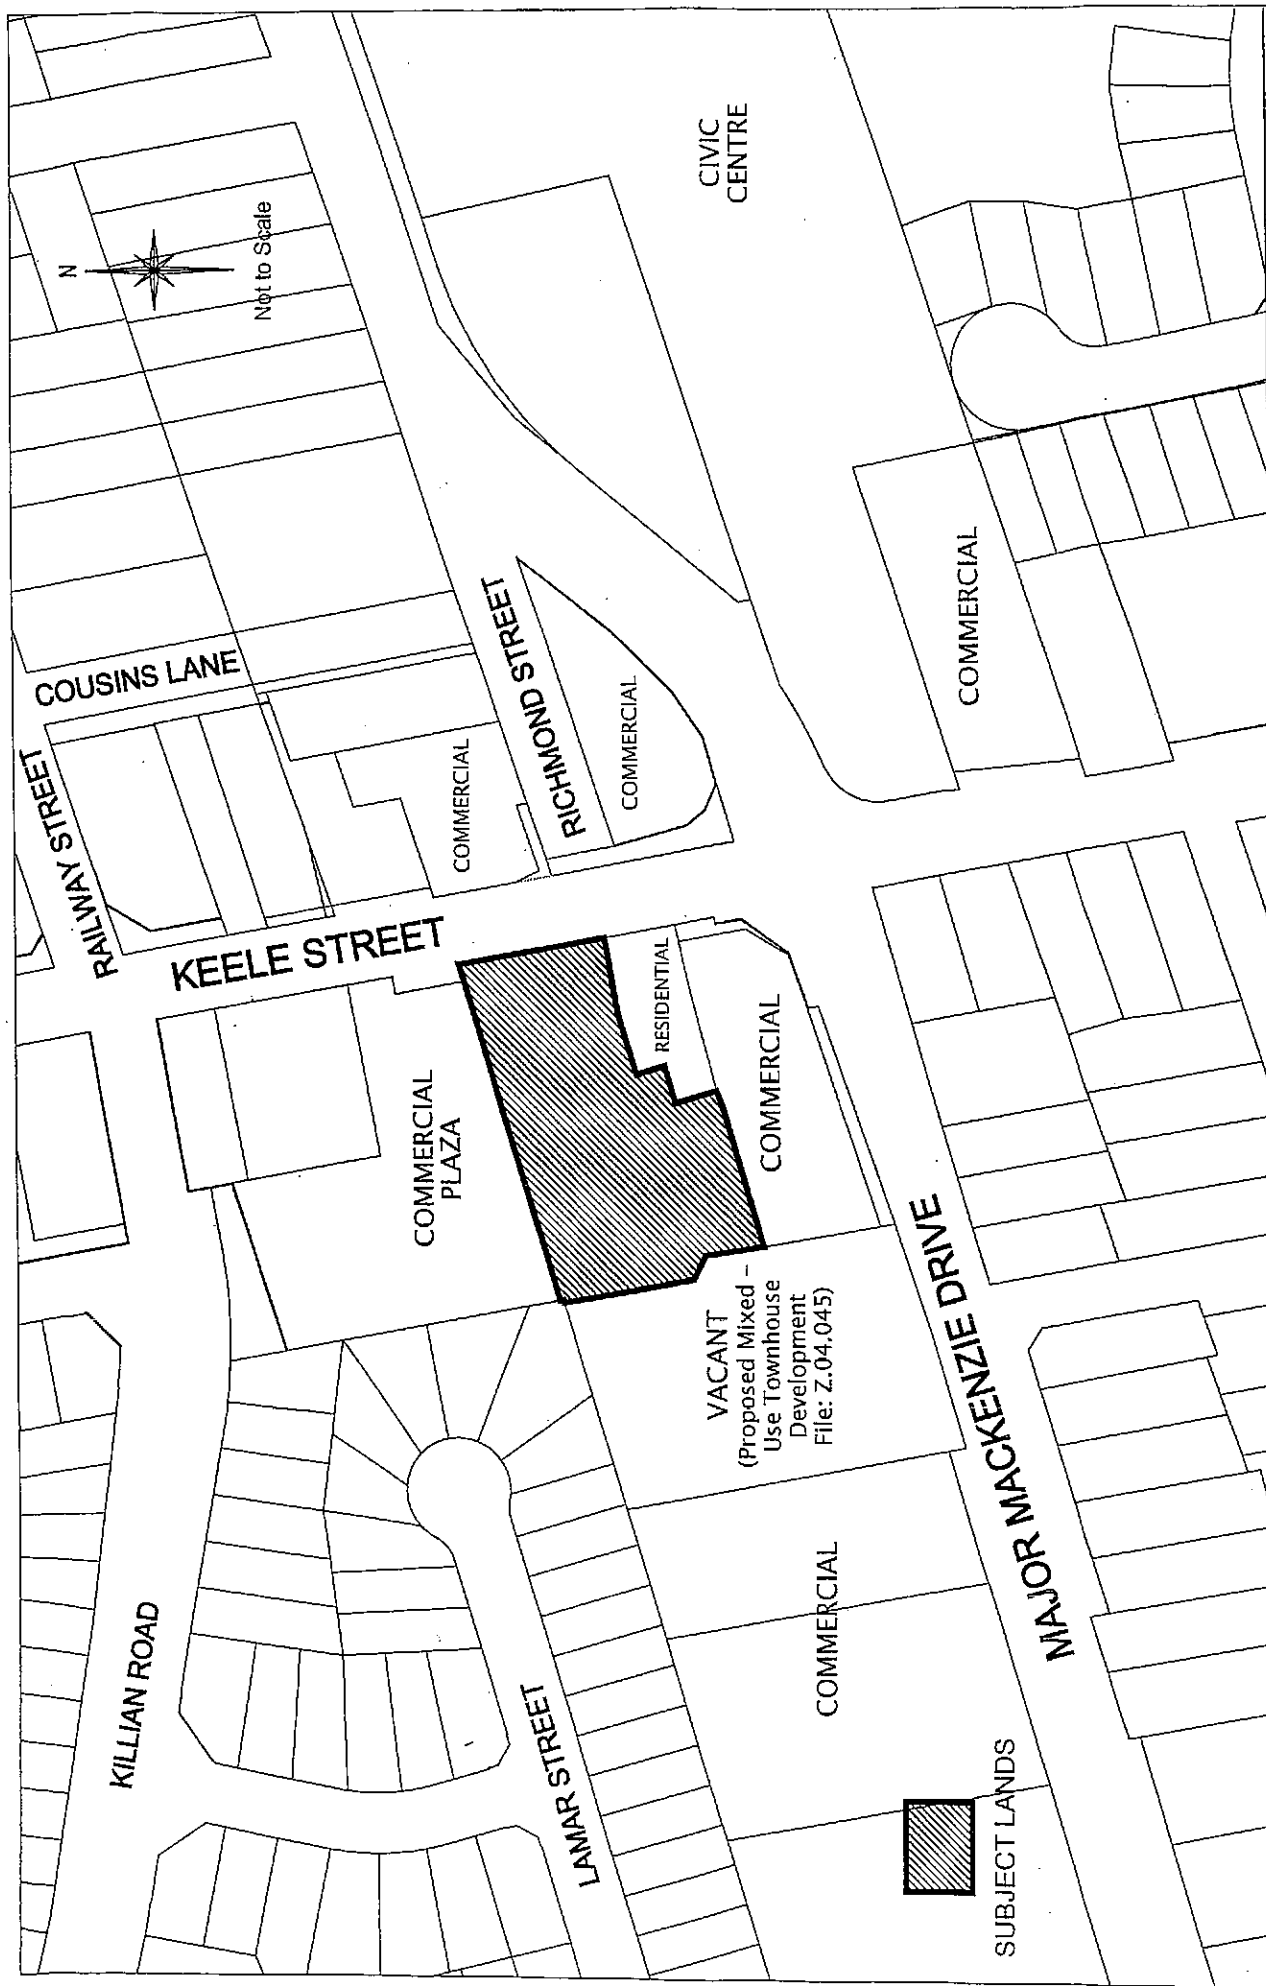 N
Not to Scale
CIVIC
CENTRE
COUSINS LANE
RAILWAY STREET
RICHMOND STREET
COMMERCIAL
COMMERCIAL
COMMERCIAL
KEELE STREET
COMMERCIAL
PLAZA
RESIDENTIAL
COMMERCIAL
VACANT
(Proposed Mixed –
Use Townhouse
Development
File: Z.04.045)
MAJOR MACKENZIE DRIVE
KILLIAN ROAD
LAMAR STREET
COMMERCIAL
SUBJECT LANDS